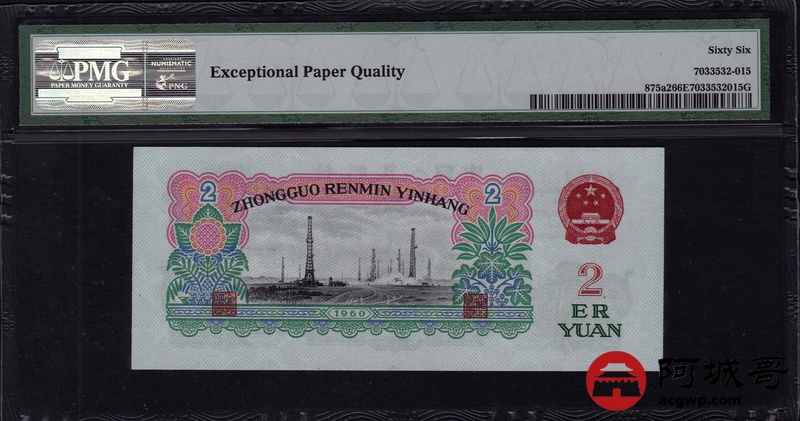 PMG
PAPER MONEY GUARANTY
NUMISMATIC
PNG
Exceptional Paper Quality
Sixty Six
7033532-015
875a266E7033532015G
ZHONGGUO RENMIN YINHANG
2
2
2
ER
YUAN
1960
阿城哥
acgwp.com